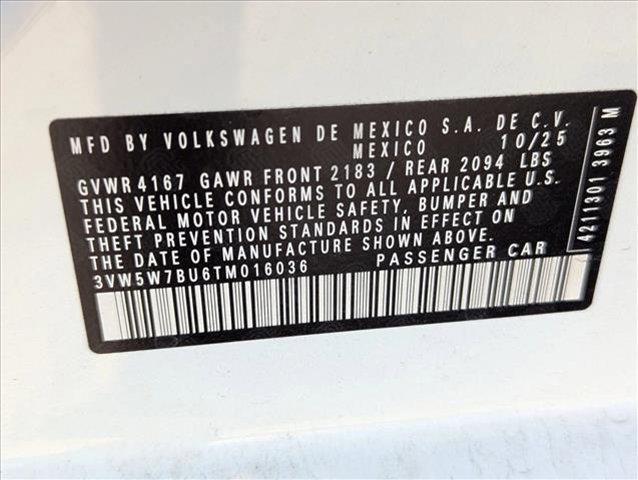 MFD BY VOLKSWAGEN DE MEXICO S.A. DE C.V.
MEXICO 10/25
GVWR 4167 GAWR FRONT 2183 / REAR 2094 LBS
THIS VEHICLE CONFORMS TO ALL APPLICABLE U.S.
FEDERAL MOTOR VEHICLE SAFETY, BUMPER AND
THEFT PREVENTION STANDARDS IN EFFECT ON
THE DATE OF MANUFACTURE SHOWN ABOVE.
3VW5W7BU6TM016036 PASSENGER CAR
4211301 3963 M